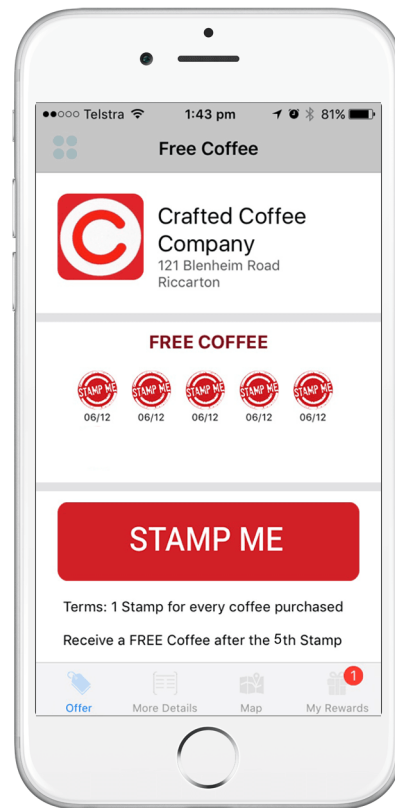 ●●○○○ Telstra 1:43 pm 81%
Free Coffee
C
Crafted Coffee
Company
121 Blenheim Road
Riccarton
FREE COFFEE
STAMP ME STAMP ME STAMP ME STAMP ME STAMP ME
06/12 06/12 06/12 06/12 06/12
STAMP ME
Terms: 1 Stamp for every coffee purchased
Receive a FREE Coffee after the 5th Stamp
1
Offer More Details Map My Rewards